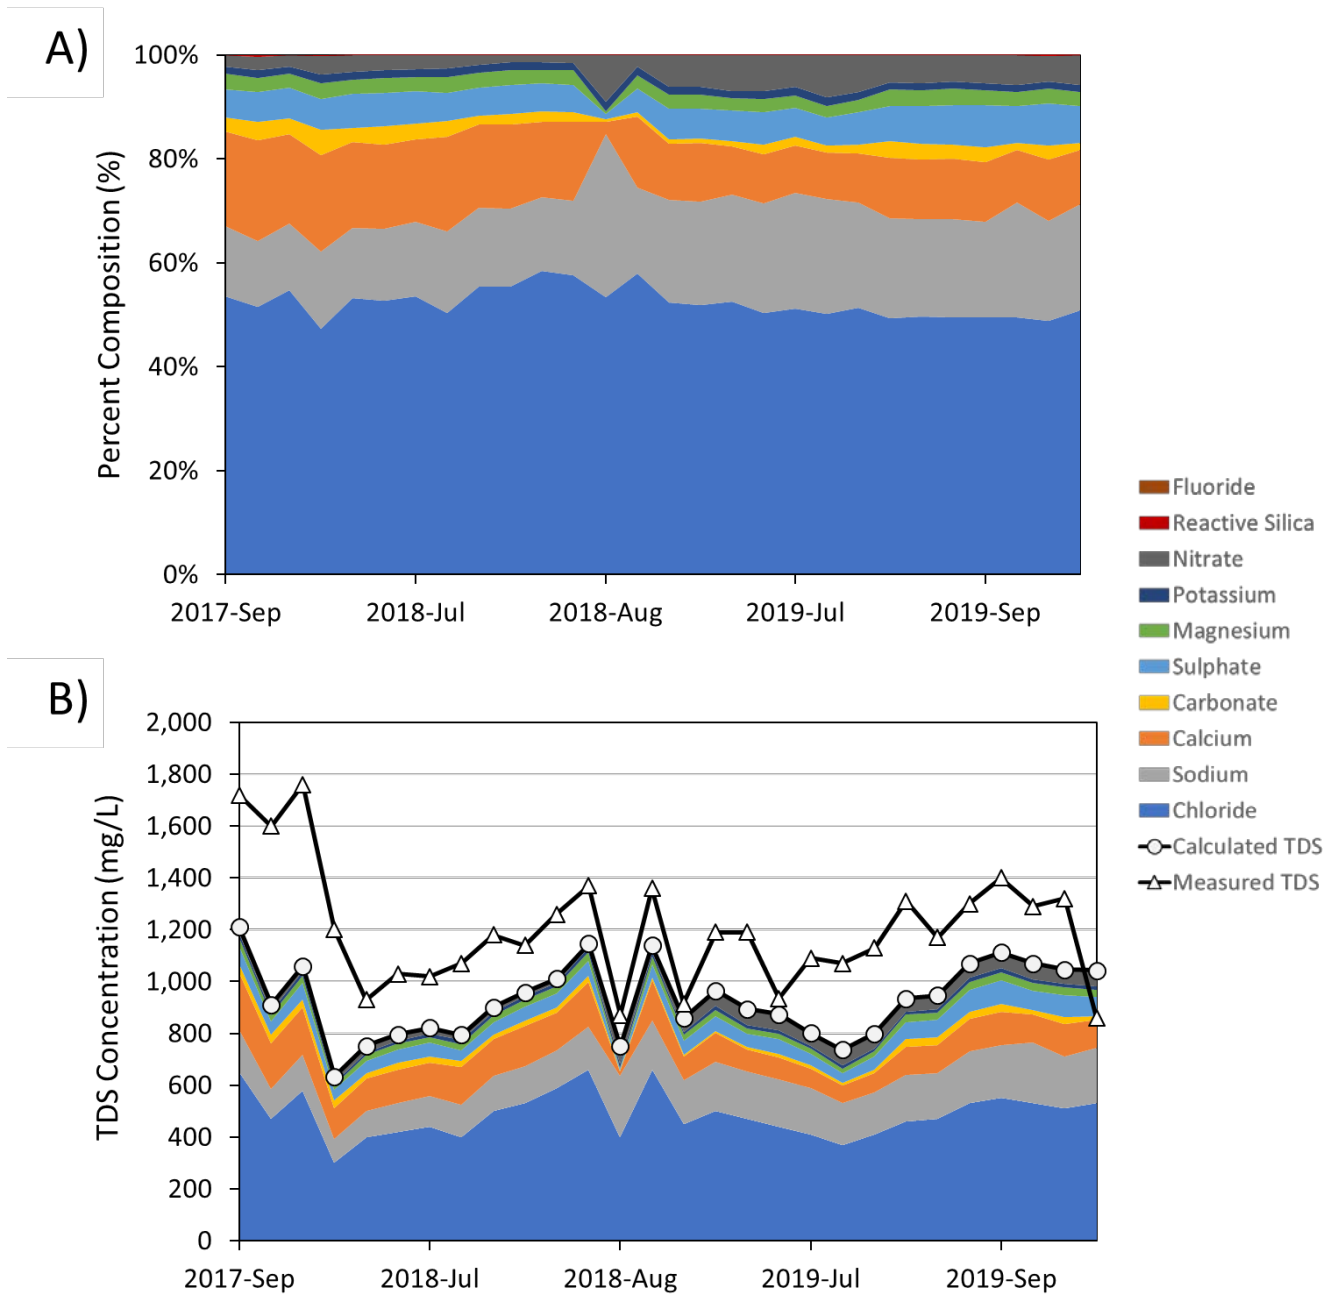 A)
Percent Composition (%)
100%
80%
60%
40%
20%
0%
2017-Sep 2018-Jul 2018-Aug 2019-Jul 2019-Sep
Fluoride
Reactive Silica
Nitrate
Potassium
Magnesium
Sulphate
Carbonate
Calcium
Sodium
Chloride
Calculated TDS
Measured TDS
B)
TDS Concentration (mg/L)
2,000
1,800
1,600
1,400
1,200
1,000
800
600
400
200
0
2017-Sep 2018-Jul 2018-Aug 2019-Jul 2019-Sep